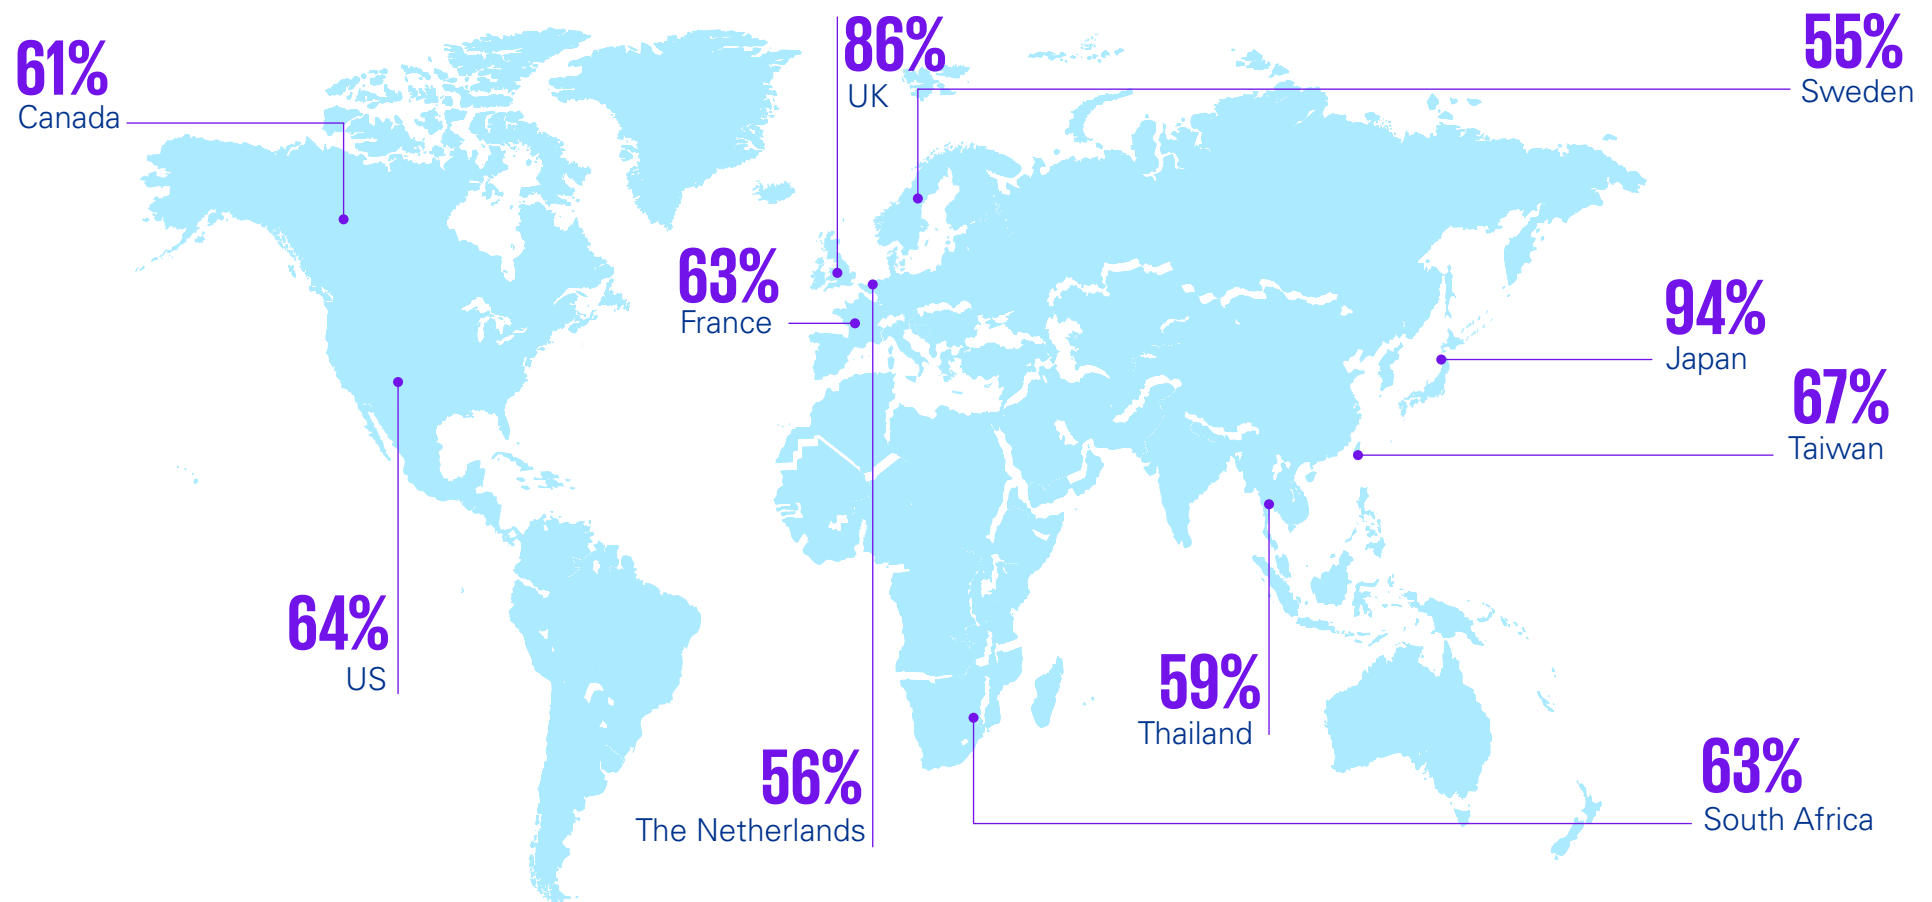 61%
Canada
86%
UK
55%
Sweden
63%
France
94%
Japan
67%
Taiwan
64%
US
59%
Thailand
56%
The Netherlands
63%
South Africa